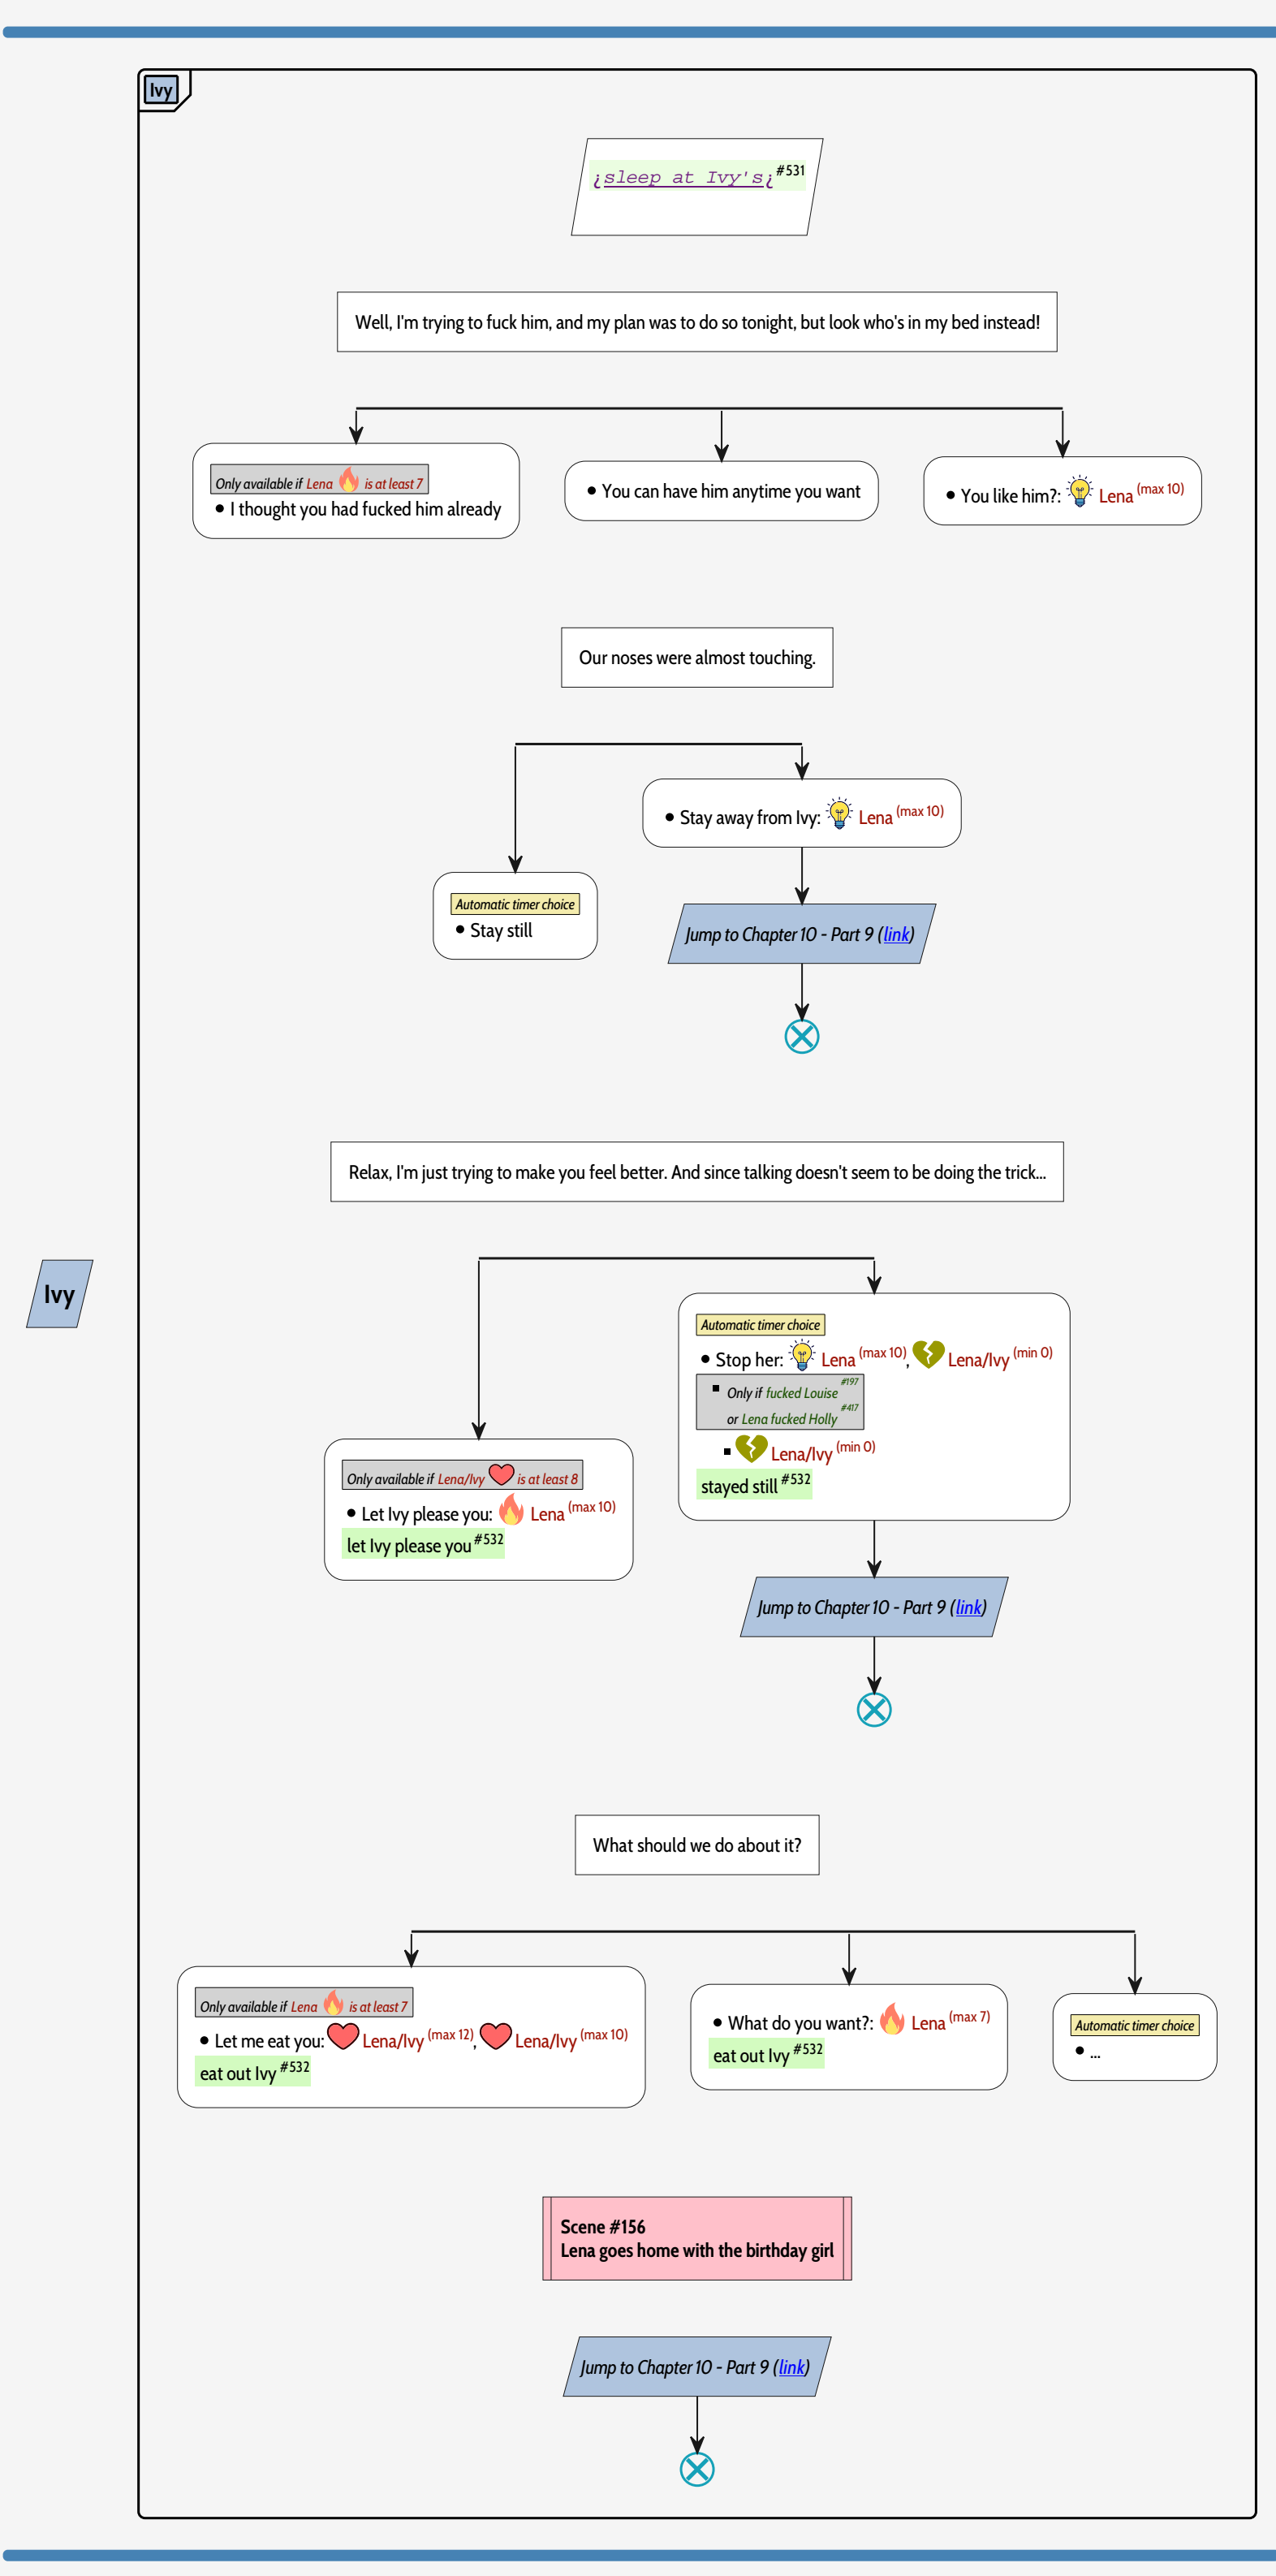 Ivy
¿sleep at Ivy's¿ #531
Well, I'm trying to fuck him, and my plan was to do so tonight, but look who's in my bed instead!
Only available if Lena is at least 7
• I thought you had fucked him already
• You can have him anytime you want
• You like him?: Lena (max 10)
Our noses were almost touching.
• Stay away from Ivy: Lena (max 10)
Automatic timer choice
• Stay still
Jump to Chapter 10 - Part 9 (link)
Relax, I'm just trying to make you feel better. And since talking doesn't seem to be doing the trick...
Ivy
Automatic timer choice
• Stop her: Lena (max 10), Lena/Ivy (min 0)
▪ Only if fucked Louise #197
or Lena fucked Holly #417
▪ Lena/Ivy (min 0)
stayed still #532
Only available if Lena/Ivy is at least 8
• Let Ivy please you: Lena (max 10)
let Ivy please you #532
Jump to Chapter 10 - Part 9 (link)
What should we do about it?
Only available if Lena is at least 7
• Let me eat you: Lena/Ivy (max 12), Lena/Ivy (max 10)
eat out Ivy #532
• What do you want?: Lena (max 7)
eat out Ivy #532
Automatic timer choice
• ...
Scene #156
Lena goes home with the birthday girl
Jump to Chapter 10 - Part 9 (link)